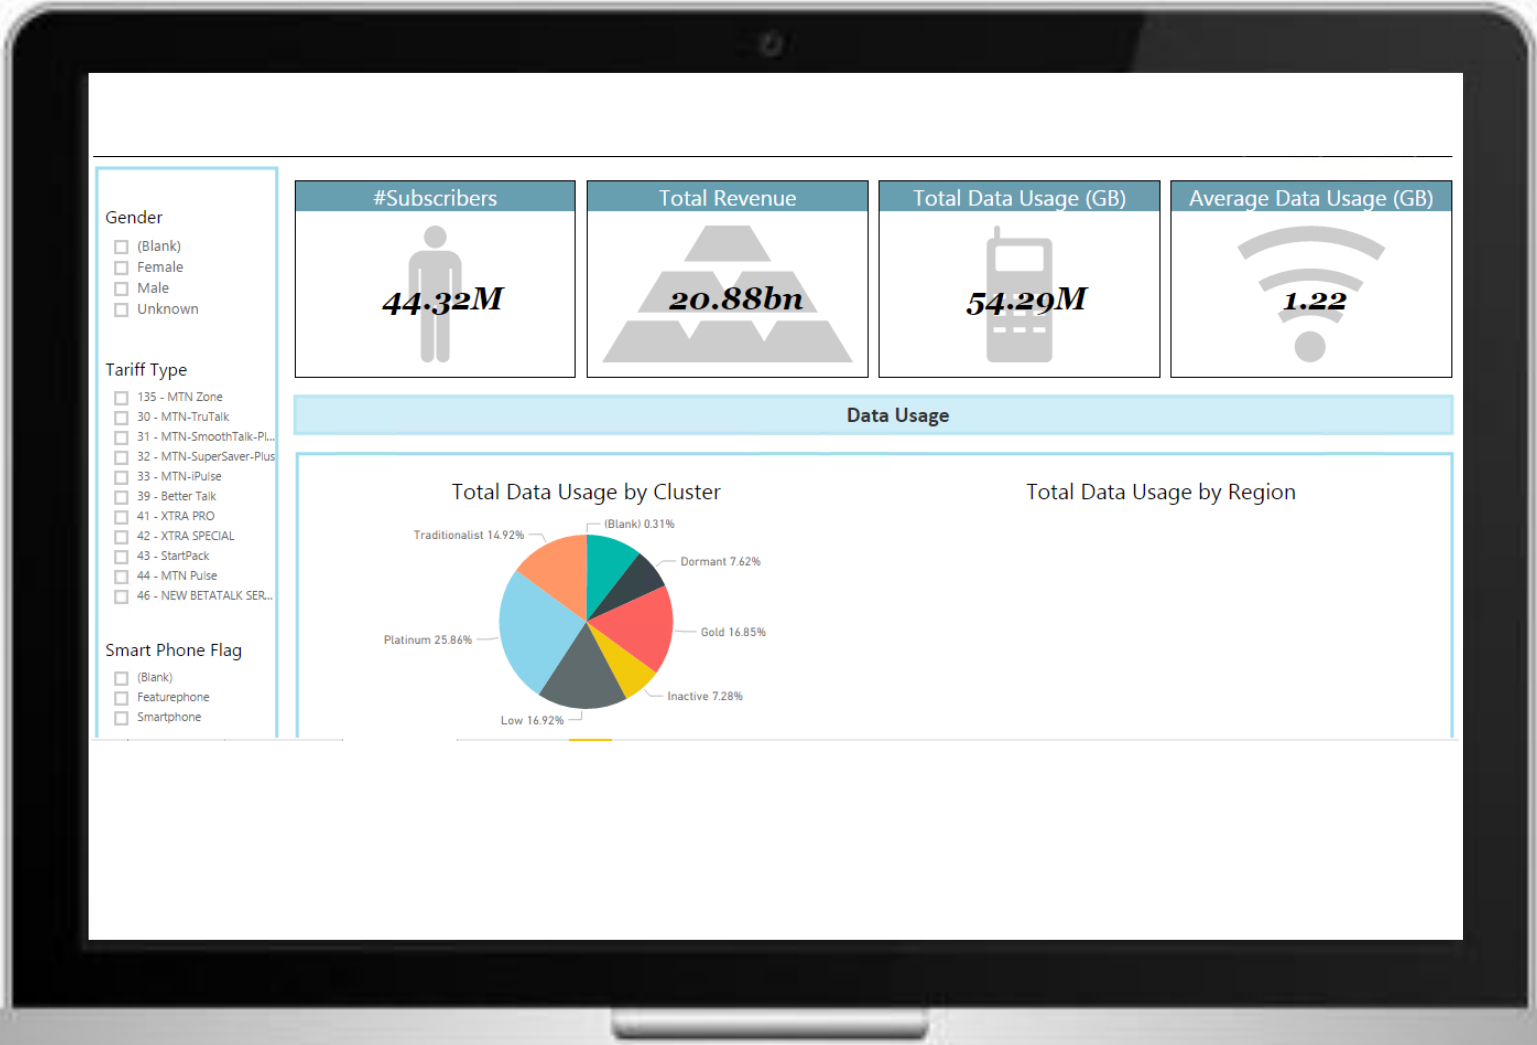 Gender
(Blank)
Female
Male
Unknown
Tariff Type
135 - MTN Zone
30 - MTN-TruTalk
31 - MTN-SmoothTalk-Pl...
32 - MTN-SuperSaver-Plus
33 - MTN-iPulse
39 - Better Talk
41 - XTRA PRO
42 - XTRA SPECIAL
43 - StartPack
44 - MTN Pulse
46 - NEW BETATALK SER...
Smart Phone Flag
(Blank)
Featurephone
Smartphone
#Subscribers
44.32M
Total Revenue
20.88bn
Total Data Usage (GB)
54.29M
Average Data Usage (GB)
1.22
Data Usage
Total Data Usage by Cluster
(Blank) 0.31%
Traditionalist 14.92%
Dormant 7.62%
Gold 16.85%
Platinum 25.86%
Inactive 7.28%
Low 16.92%
Total Data Usage by Region